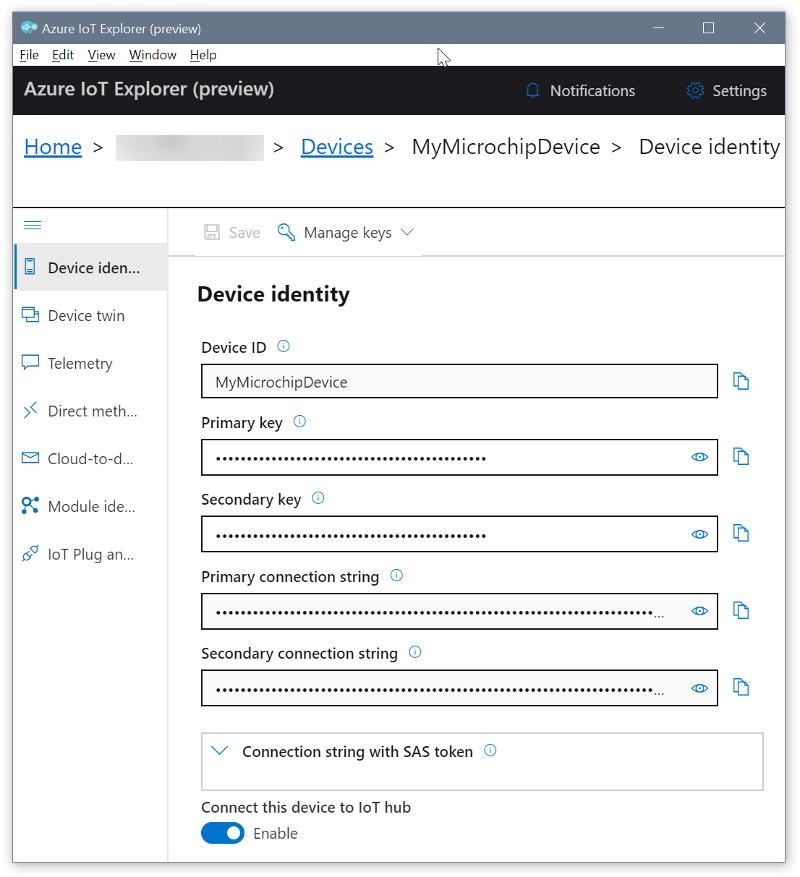 Azure IoT Explorer (preview)
File Edit View Window Help
Azure IoT Explorer (preview) Notifications Settings
Home > > Devices > MyMicrochipDevice > Device identity
Save Manage keys
Device iden...
Device twin
Telemetry
Direct meth...
Cloud-to-d...
Module ide...
IoT Plug an...
Device identity
Device ID
MyMicrochipDevice
Primary key
Secondary key
Primary connection string
...
Secondary connection string
...
Connection string with SAS token
Connect this device to IoT hub
Enable